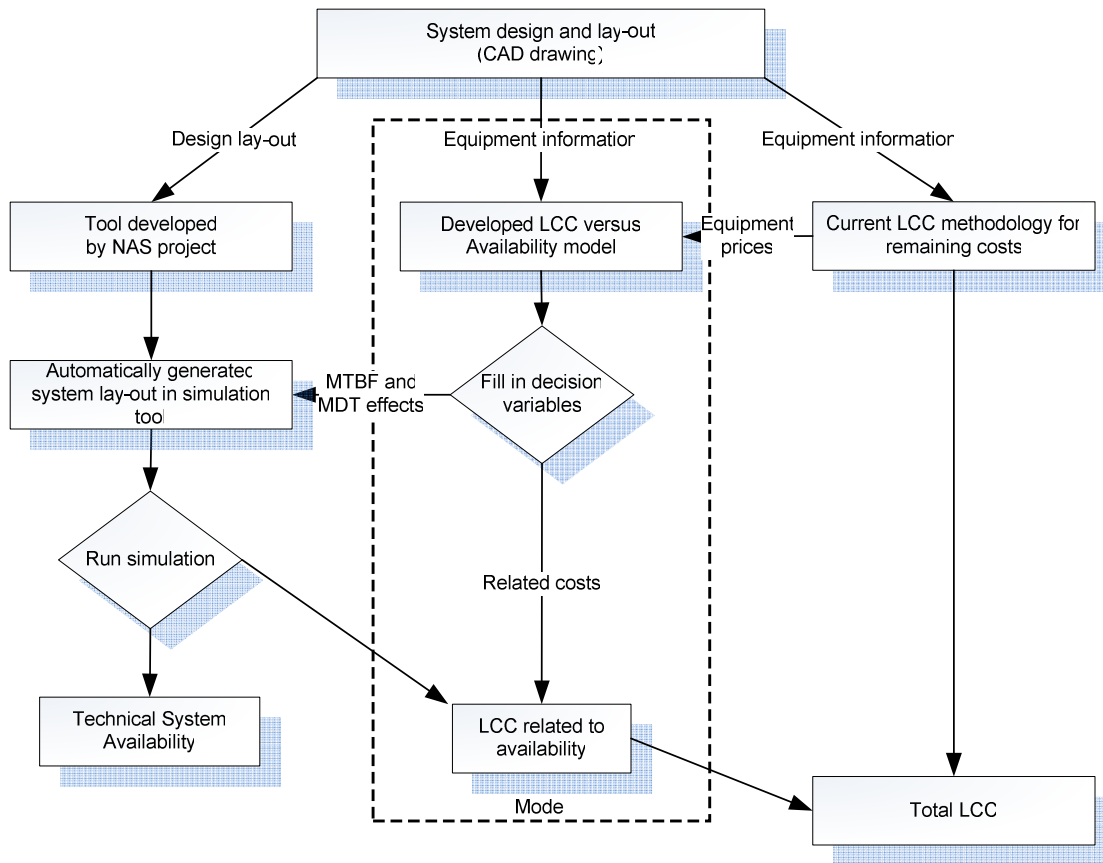 System design and lay-out
(CAD drawing)
Design lay-out
Equipment information
Equipment information
Tool developed
by NAS project
Developed LCC versus
Availability model
Equipment
prices
Current LCC methodology for
remaining costs
Automatically generated
system lay-out in simulation
tool
MTBF and
MDT effects
Fill in decision
variables
Run simulation
Related costs
Technical System
Availability
LCC related to
availability
Mode
Total LCC